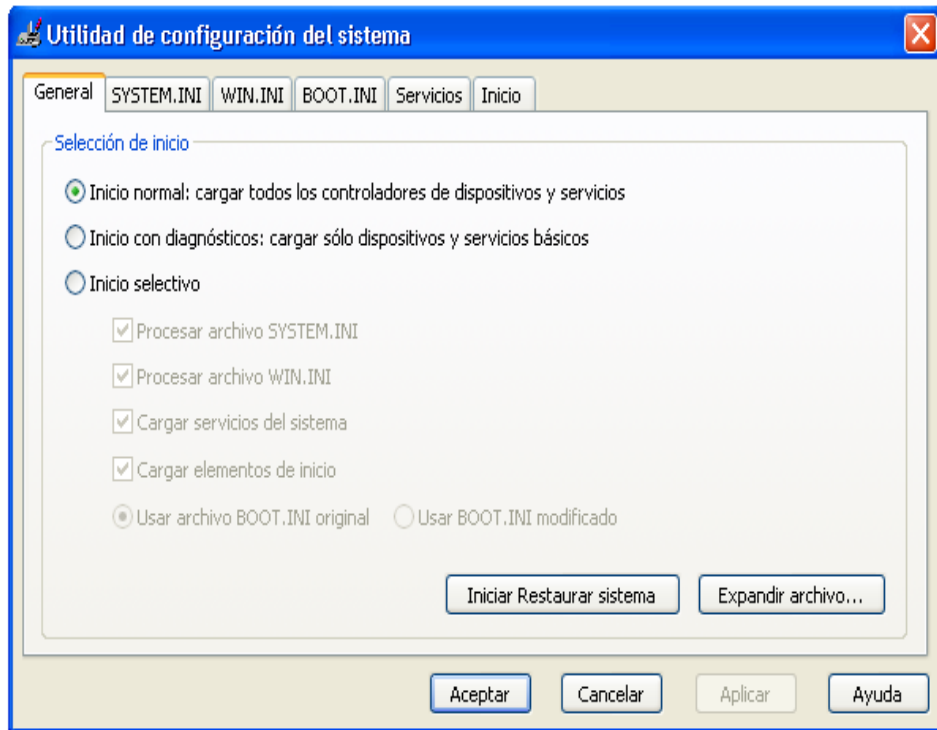 Utilidad de configuración del sistema
General SYSTEM.INI WIN.INI BOOT.INI Servicios Inicio
Selección de inicio
Inicio normal: cargar todos los controladores de dispositivos y servicios
Inicio con diagnósticos: cargar sólo dispositivos y servicios básicos
Inicio selectivo
Procesar archivo SYSTEM.INI
Procesar archivo WIN.INI
Cargar servicios del sistema
Cargar elementos de inicio
Usar archivo BOOT.INI original Usar BOOT.INI modificado
Iniciar Restaurar sistema Expandir archivo...
Aceptar Cancelar Aplicar Ayuda